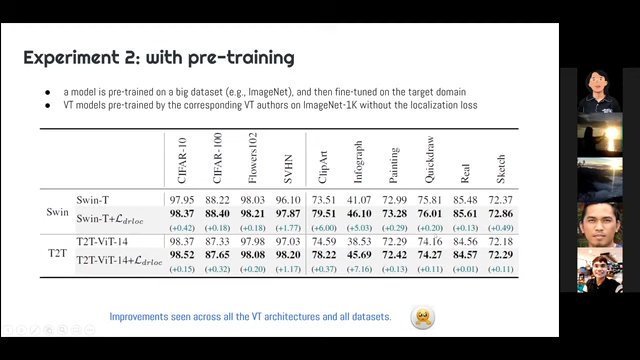 Experiment 2: with pre-training
● a model is pre-trained on a big dataset (e.g., ImageNet), and then fine-tuned on the target domain
● VT models pre-trained by the corresponding VT authors on ImageNet-1K without the localization loss
CIFAR-10 CIFAR-100 Flowers102 SVHN ClipArt Infograph Painting Quickdraw Real Sketch
Swin
Swin-T 97.95 88.22 98.03 96.10 73.51 41.07 72.99 75.81 85.48 72.37
Swin-T+ℒdrloc 98.37 88.40 98.21 97.87 79.51 46.10 73.28 76.01 85.61 72.86
(+0.42) (+0.18) (+0.18) (+1.77) (+6.00) (+5.03) (+0.29) (+0.20) (+0.13) (+0.49)
T2T
T2T-ViT-14 98.37 87.33 97.98 97.03 74.59 38.53 72.29 74.16 84.56 72.18
T2T-ViT-14+ℒdrloc 98.52 87.65 98.08 98.20 78.22 45.69 72.42 74.27 84.57 72.29
(+0.15) (+0.32) (+0.20) (+1.17) (+0.37) (+7.16) (+0.13) (+0.11) (+0.01) (+0.11)
Improvements seen across all the VT architectures and all datasets.